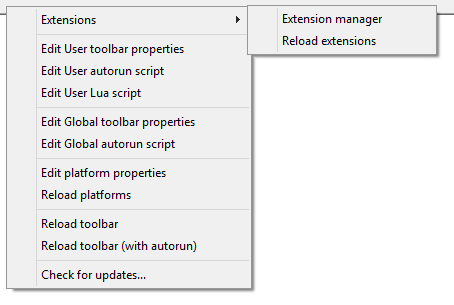 Extensions
Extension manager
Reload extensions
Edit User toolbar properties
Edit User autorun script
Edit User Lua script
Edit Global toolbar properties
Edit Global autorun script
Edit platform properties
Reload platforms
Reload toolbar
Reload toolbar (with autorun)
Check for updates...